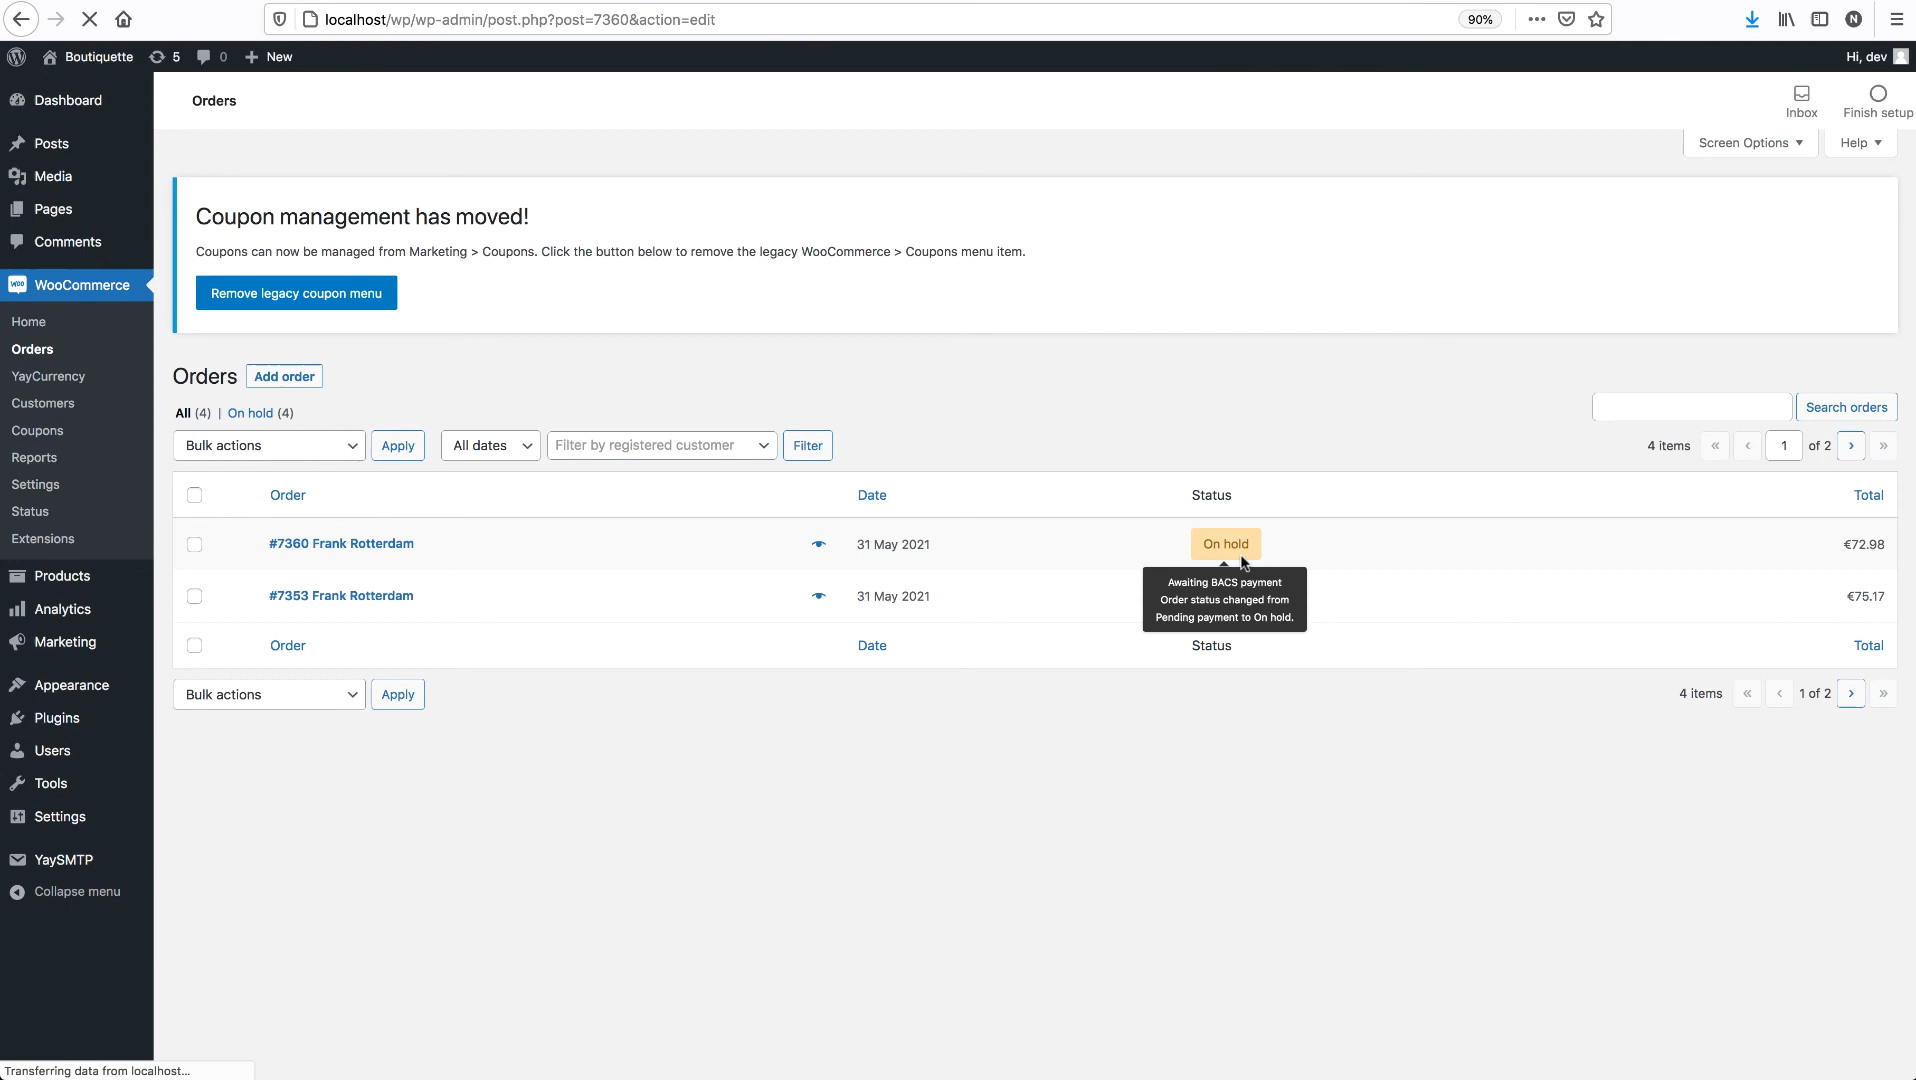 localhost/wp/wp-admin/post.php?post=7360&action=edit
90%
N
Boutiquette
5
0
New
Hi, dev
Dashboard
Posts
Media
Pages
Comments
WooCommerce
Home
Orders
YayCurrency
Customers
Coupons
Reports
Settings
Status
Extensions
Products
Analytics
Marketing
Appearance
Plugins
Users
Tools
Settings
YaySMTP
Collapse menu
Orders
Inbox
Finish setup
Screen Options
Help
Coupon management has moved!
Coupons can now be managed from Marketing > Coupons. Click the button below to remove the legacy WooCommerce > Coupons menu item.
Remove legacy coupon menu
Orders
Add order
All (4) | On hold (4)
Search orders
Bulk actions
Apply
All dates
Filter by registered customer
Filter
4 items « ‹ 1 of 2 › »
Order Date Status Total
#7360 Frank Rotterdam 31 May 2021 On hold €72.98
Awaiting BACS payment
Order status changed from
Pending payment to On hold.
#7353 Frank Rotterdam 31 May 2021 €75.17
Order Date Status Total
Bulk actions
Apply
4 items « ‹ 1 of 2 › »
Transferring data from localhost...